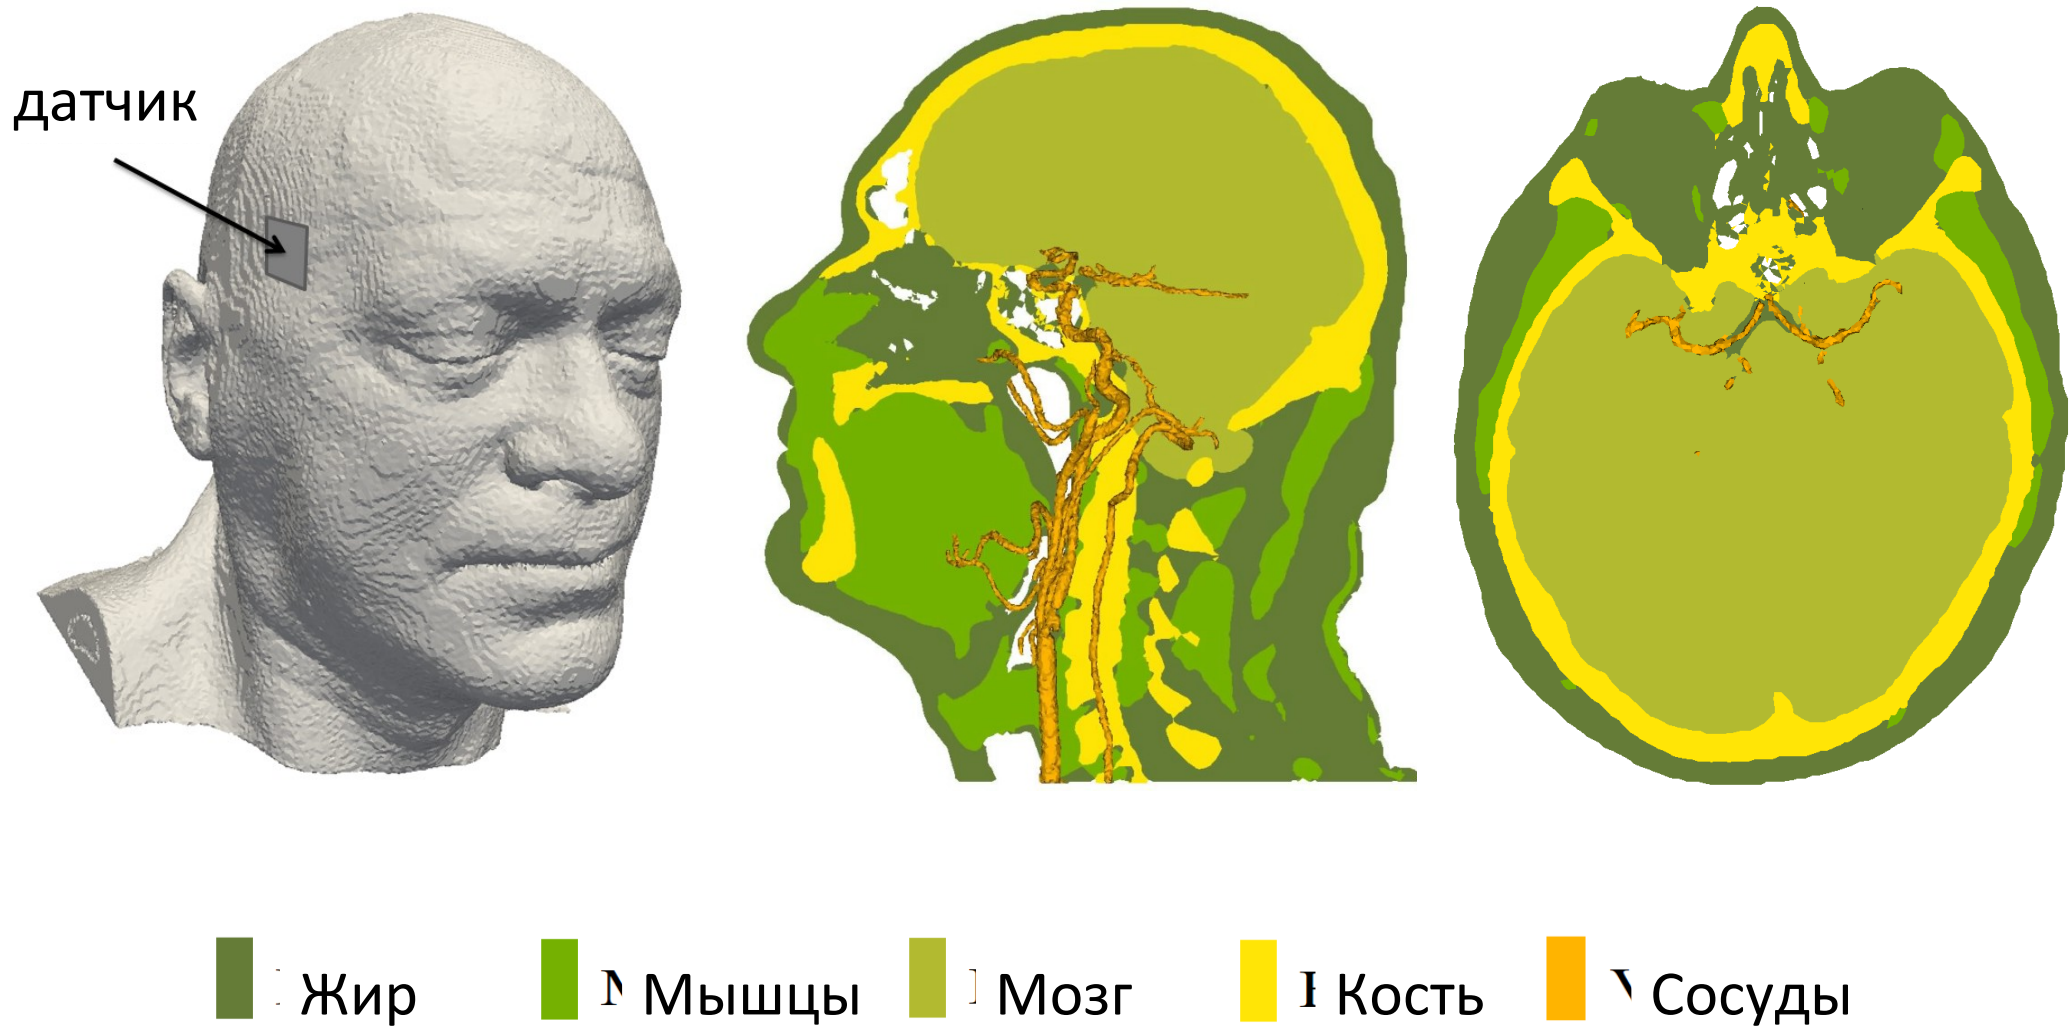 датчик
Жир
Мышцы
Мозг
Кость
Сосуды